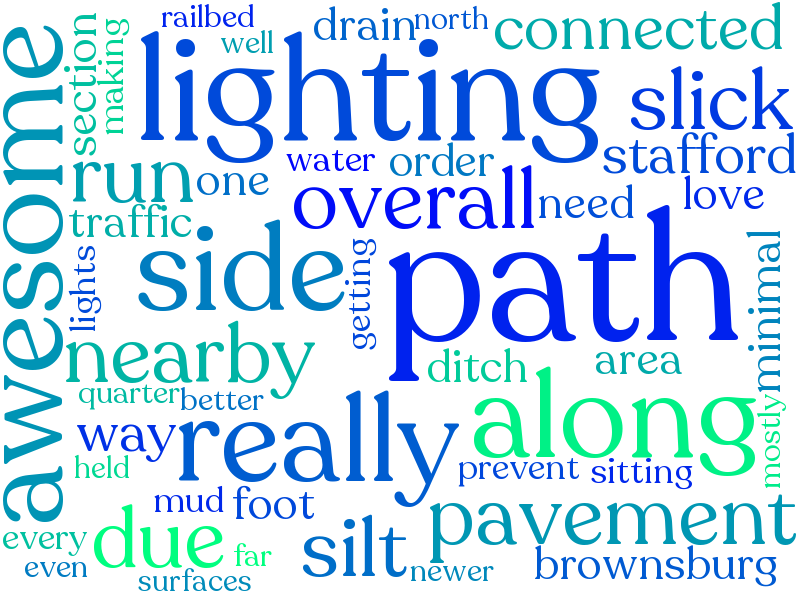 railbed
north
drain
well
connected
section
making
awesome
lighting
slick
stafford
water
order
run
one
overall
need
love
traffic
side
path
lights
getting
minimal
nearby
ditch
area
along
quarter
better
way
really
mostly
held
prevent
sitting
mud
foot
pavement
every
due
silt
far
even
surfaces
newer
brownsburg